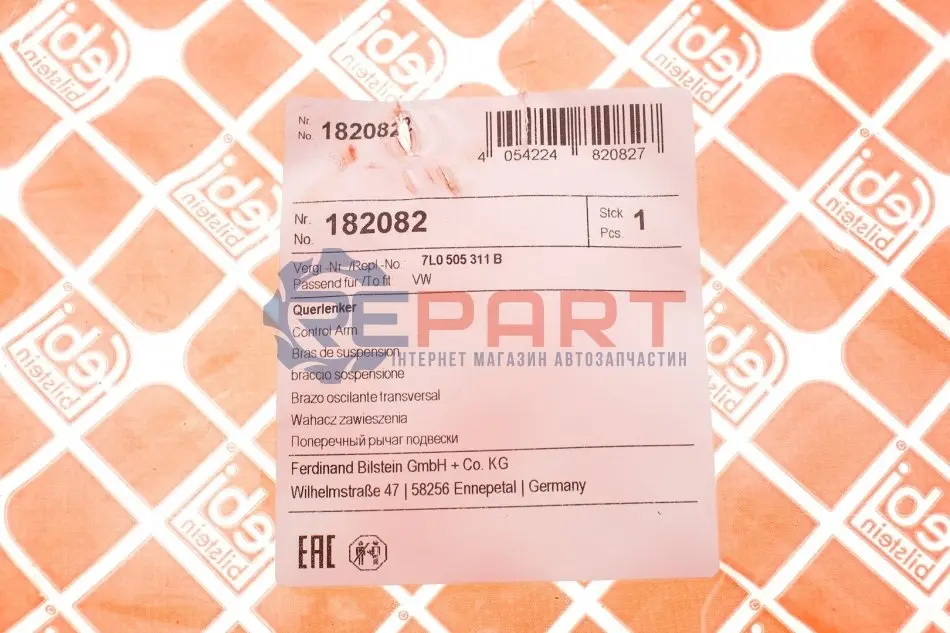 Nr.
No. 182082
4 054224 820827
Nr.
No. 182082
Stck
Pcs. 1
Vergl-Nr./Repl-No.: 7L0 505 311 B
Passend für/To fit VW
Querlenker
Control Arm
Bras de suspension
braccio sospensione
Brazo oscilante transversal
Wahacz zawieszenia
Поперечный рычаг подвески
Ferdinand Bilstein GmbH + Co. KG
Wilhelmstraße 47 | 58256 Ennepetal | Germany
EAC
EPART
ІНТЕРНЕТ МАГАЗИН АВТОЗАПЧАСТИН
febi
bilstein